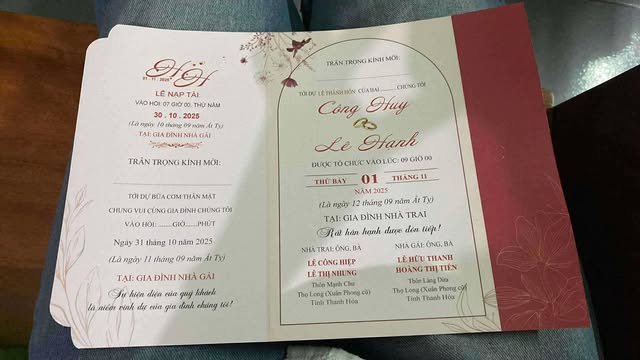 H H
01 . 11 . 2025
LỄ NẠP TÀI:
VÀO HỒI: 07 GIỜ 00, THỨ NĂM
30 . 10 . 2025
(Là ngày 10 tháng 09 năm Ất Tỵ)
TẠI: GIA ĐÌNH NHÀ GÁI
TRÂN TRỌNG KÍNH MỜI:
TỚI DỰ BỮA CƠM THÂN MẬT
CHUNG VUI CÙNG GIA ĐÌNH CHÚNG TÔI
VÀO HỒI: .......GIỜ.......PHÚT
Ngày 31 tháng 10 năm 2025
(Là ngày 11 tháng 09 năm Ất Tỵ)
TẠI: GIA ĐÌNH NHÀ GÁI
Sự hiện diện của quý khách
là niềm vinh dự của gia đình chúng tôi!
TRÂN TRỌNG KÍNH MỜI:
TỚI DỰ LỄ THÀNH HÔN CỦA HAI.............CHÚNG TÔI
Công Huy
Lê Hạnh
ĐƯỢC TỔ CHỨC VÀO LÚC: 09 GIỜ 00
THỨ BẢY 01 THÁNG 11
NĂM 2025
(Là ngày 12 tháng 09 năm Ất Tỵ)
TẠI: GIA ĐÌNH NHÀ TRAI
Rất hân hạnh được đón tiếp!
NHÀ TRAI: ÔNG, BÀ
LÊ CÔNG HIỆP
LÊ THỊ NHUNG
Thôn Mạnh Chư
Thọ Long (Xuân Phong cũ)
Tỉnh Thanh Hóa
NHÀ GÁI: ÔNG, BÀ
LÊ HỮU THANH
HOÀNG THỊ TIẾN
Thôn Làng Dừa
Thọ Long (Xuân Phong cũ)
Tỉnh Thanh Hóa